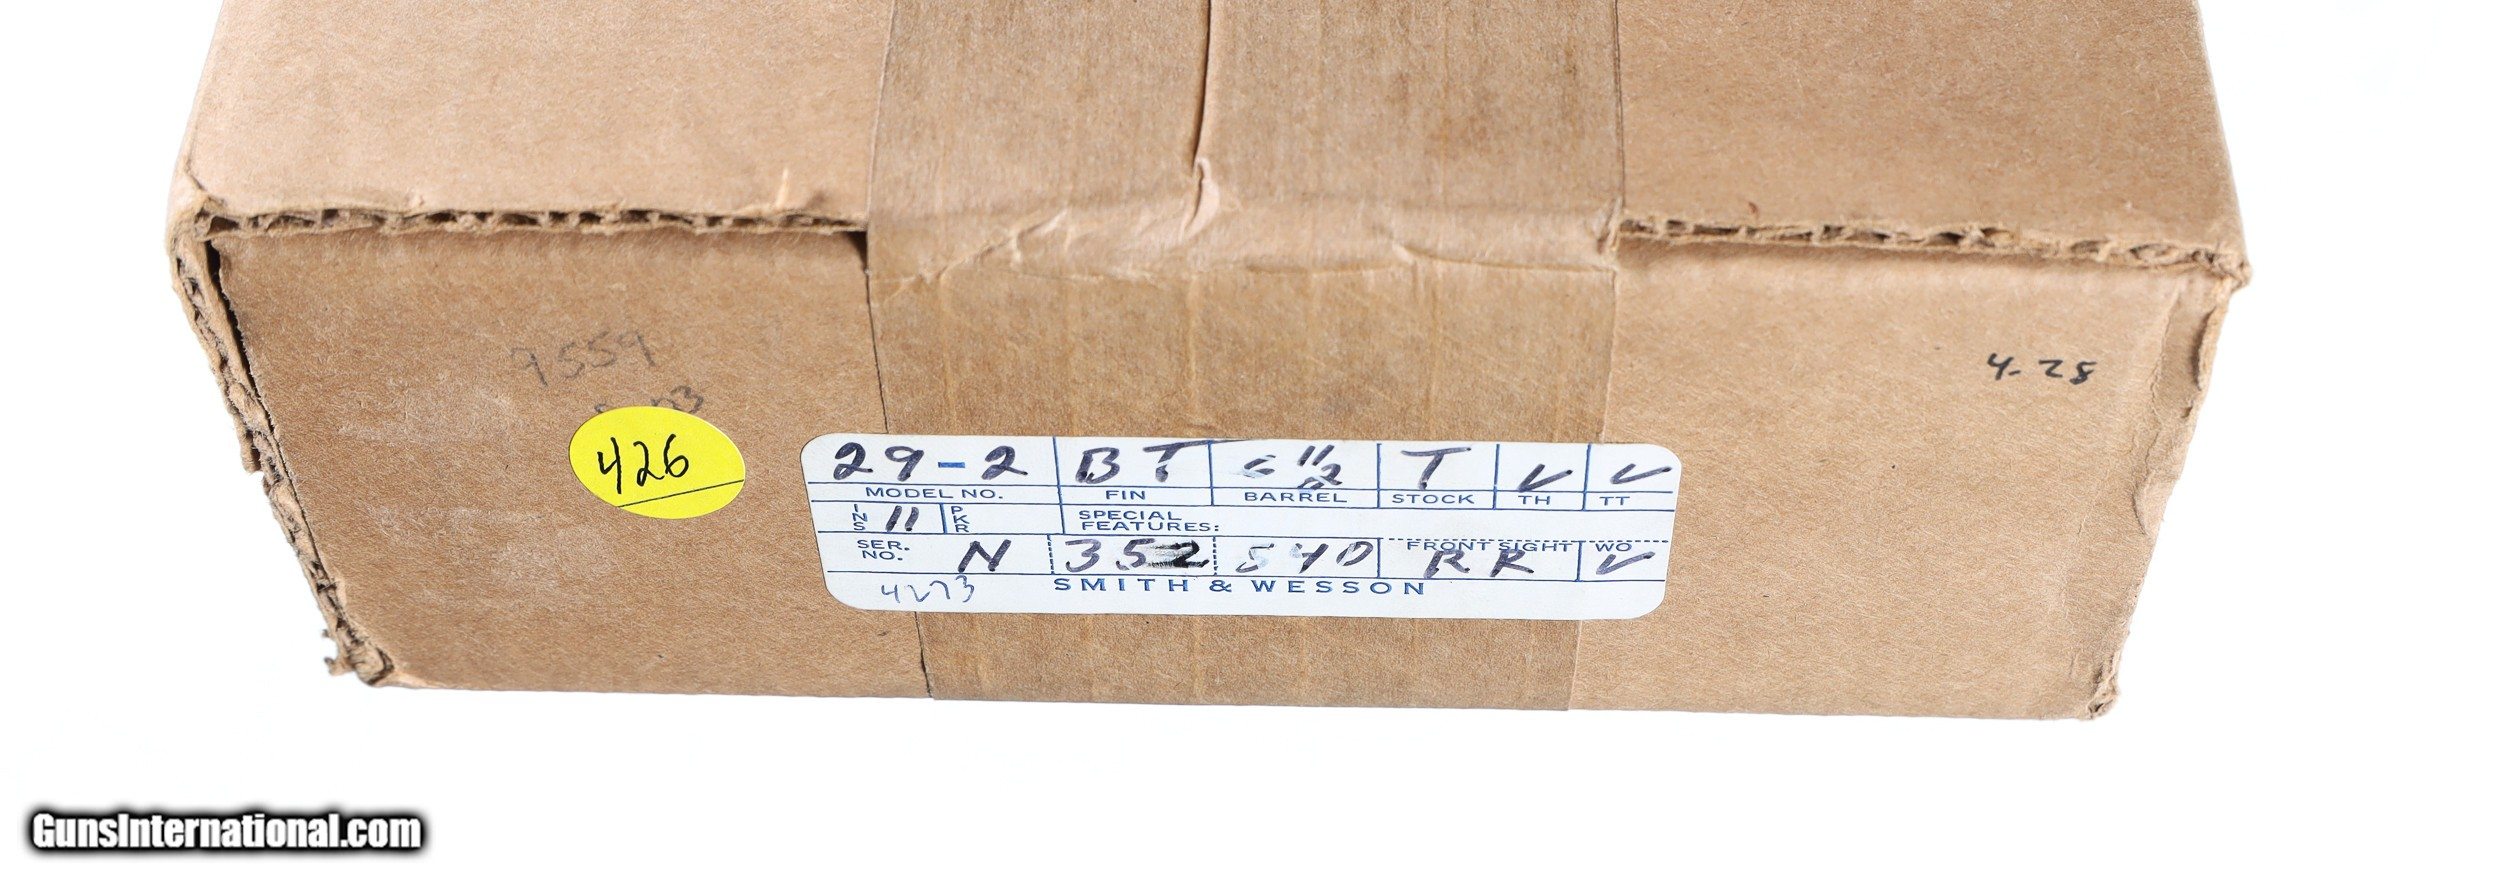 9559
4-28
426
29-2 BT 6 1/2 T V V
MODEL NO. FIN BARREL STOCK TH TT
INS 11 PKR SPECIAL FEATURES:
SER. NO. N 352 540 FRONT SIGHT RR WO V
4273 SMITH & WESSON
GunsInternational.com